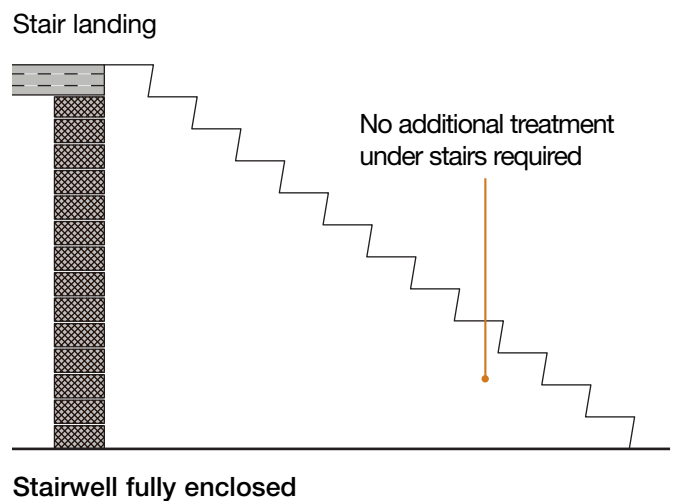 Stair landing
No additional treatment
under stairs required
Stairwell fully enclosed